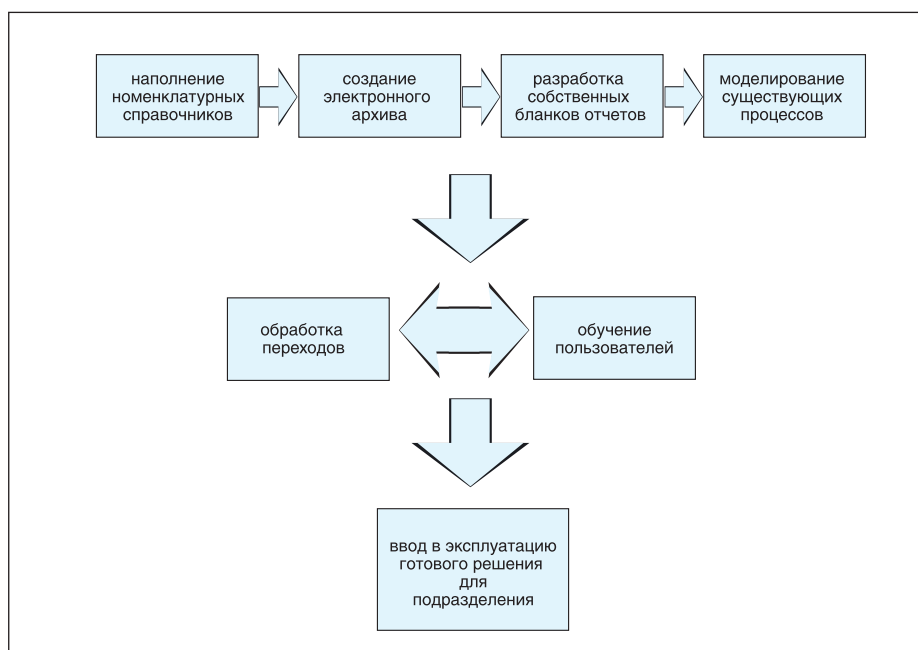 наполнение
номенклатурных
справочников
создание
электронного
архива
разработка
собственных
бланков отчетов
моделирование
существующих
процессов
обработка
переходов
обучение
пользователей
ввод в эксплуатацию
готового решения
для
подразделения